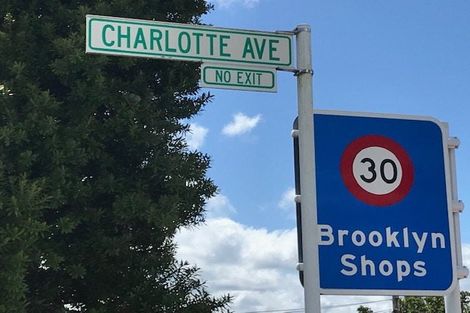 CHARLOTTE AVE
NO EXIT
30
Brooklyn
Shops